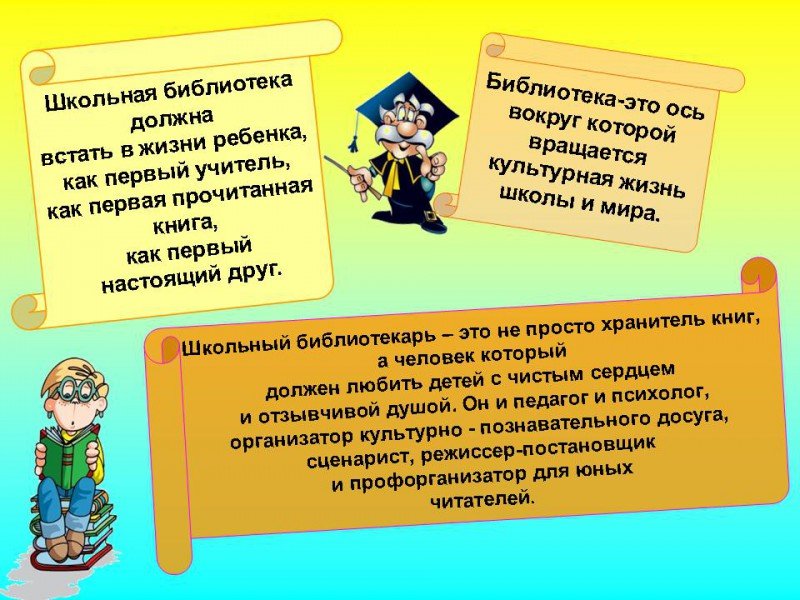 Школьная библиотека
должна
встать в жизни ребенка,
как первый учитель,
как первая прочитанная
книга,
как первый
настоящий друг.
Библиотека-это ось
вокруг которой
вращается
культурная жизнь
школы и мира.
Школьный библиотекарь – это не просто хранитель книг,
а человек который
должен любить детей с чистым сердцем
и отзывчивой душой. Он и педагог и психолог,
организатор культурно - познавательного досуга,
сценарист, режиссер-постановщик
и профорганизатор для юных
читателей.